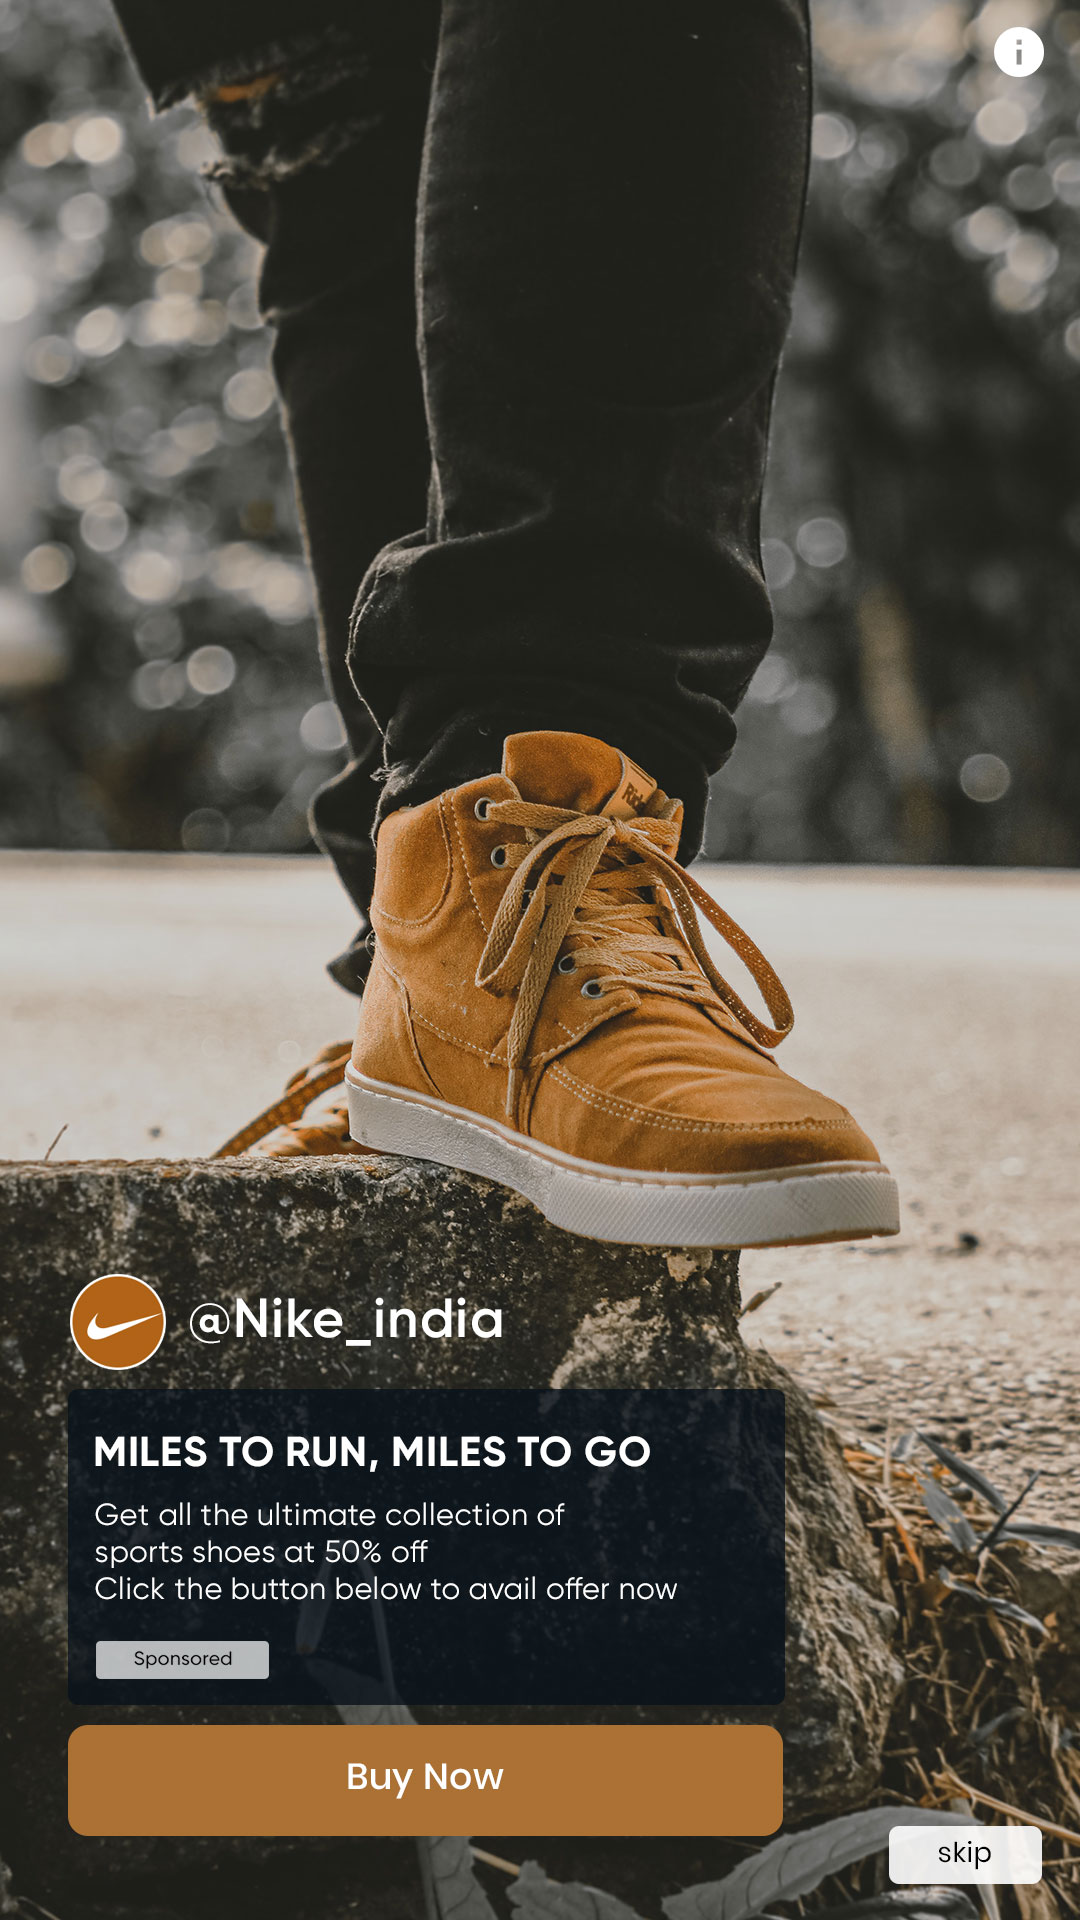 i
@Nike_india
MILES TO RUN, MILES TO GO
Get all the ultimate collection of
sports shoes at 50% off
Click the button below to avail offer now
Sponsored
Buy Now
skip